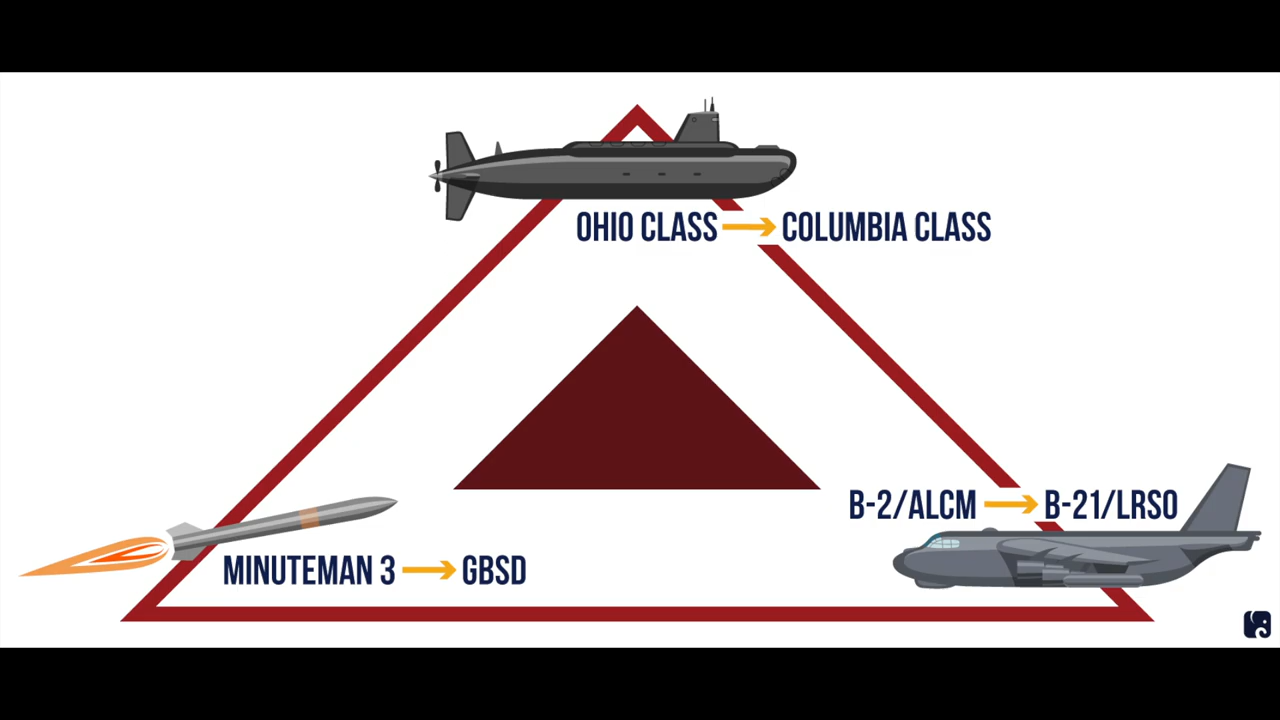 OHIO CLASS → COLUMBIA CLASS
B-2/ALCM → B-21/LRSO
MINUTEMAN 3 → GBSD